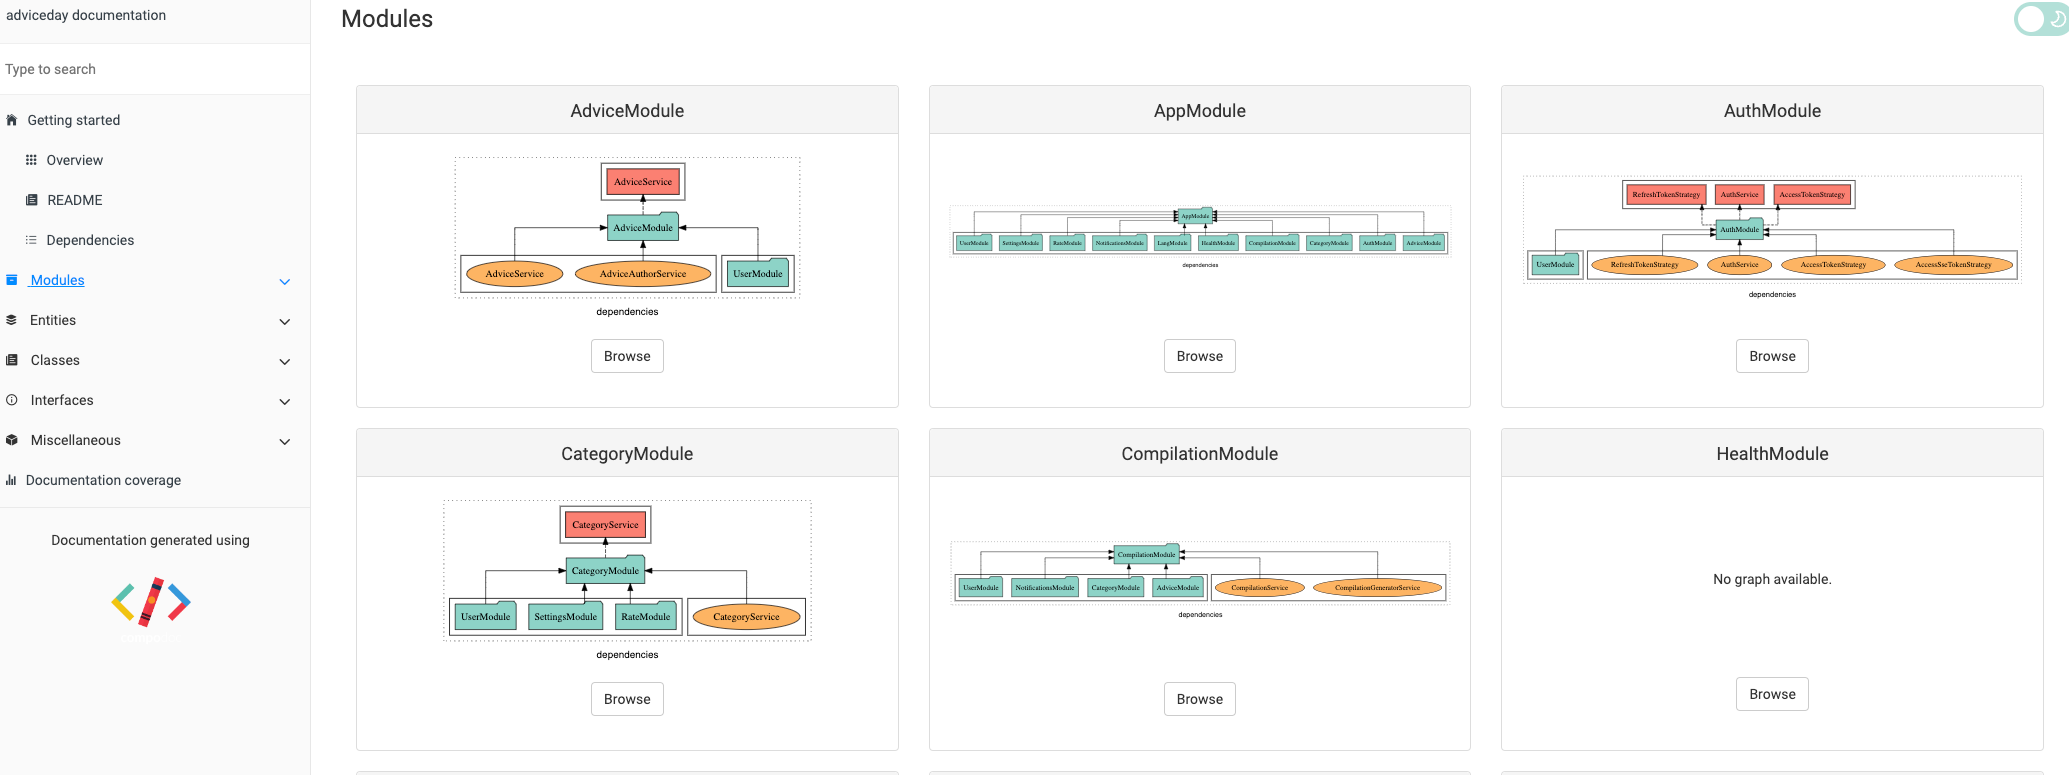 adviceday documentation
Type to search
Getting started
Overview
README
Dependencies
Modules
Entities
Classes
Interfaces
Miscellaneous
Documentation coverage
Documentation generated using
Modules
AdviceModule
AdviceService
AdviceModule
AdviceService AdviceAuthorService UserModule
dependencies
Browse
AppModule
AppModule
UserModule SettingsModule RateModule NotificationsModule LangModule HealthModule CompilationModule CategoryModule AuthModule AdviceModule
dependencies
Browse
AuthModule
RefreshTokenStrategy AuthService AccessTokenStrategy
AuthModule
UserModule RefreshTokenStrategy AuthService AccessTokenStrategy AccessSseTokenStrategy
dependencies
Browse
CategoryModule
CategoryService
CategoryModule
UserModule SettingsModule RateModule CategoryService
dependencies
Browse
CompilationModule
CompilationModule
UserModule NotificationsModule CategoryModule AdviceModule CompilationService CompilationGeneratorService
dependencies
Browse
HealthModule
No graph available.
Browse